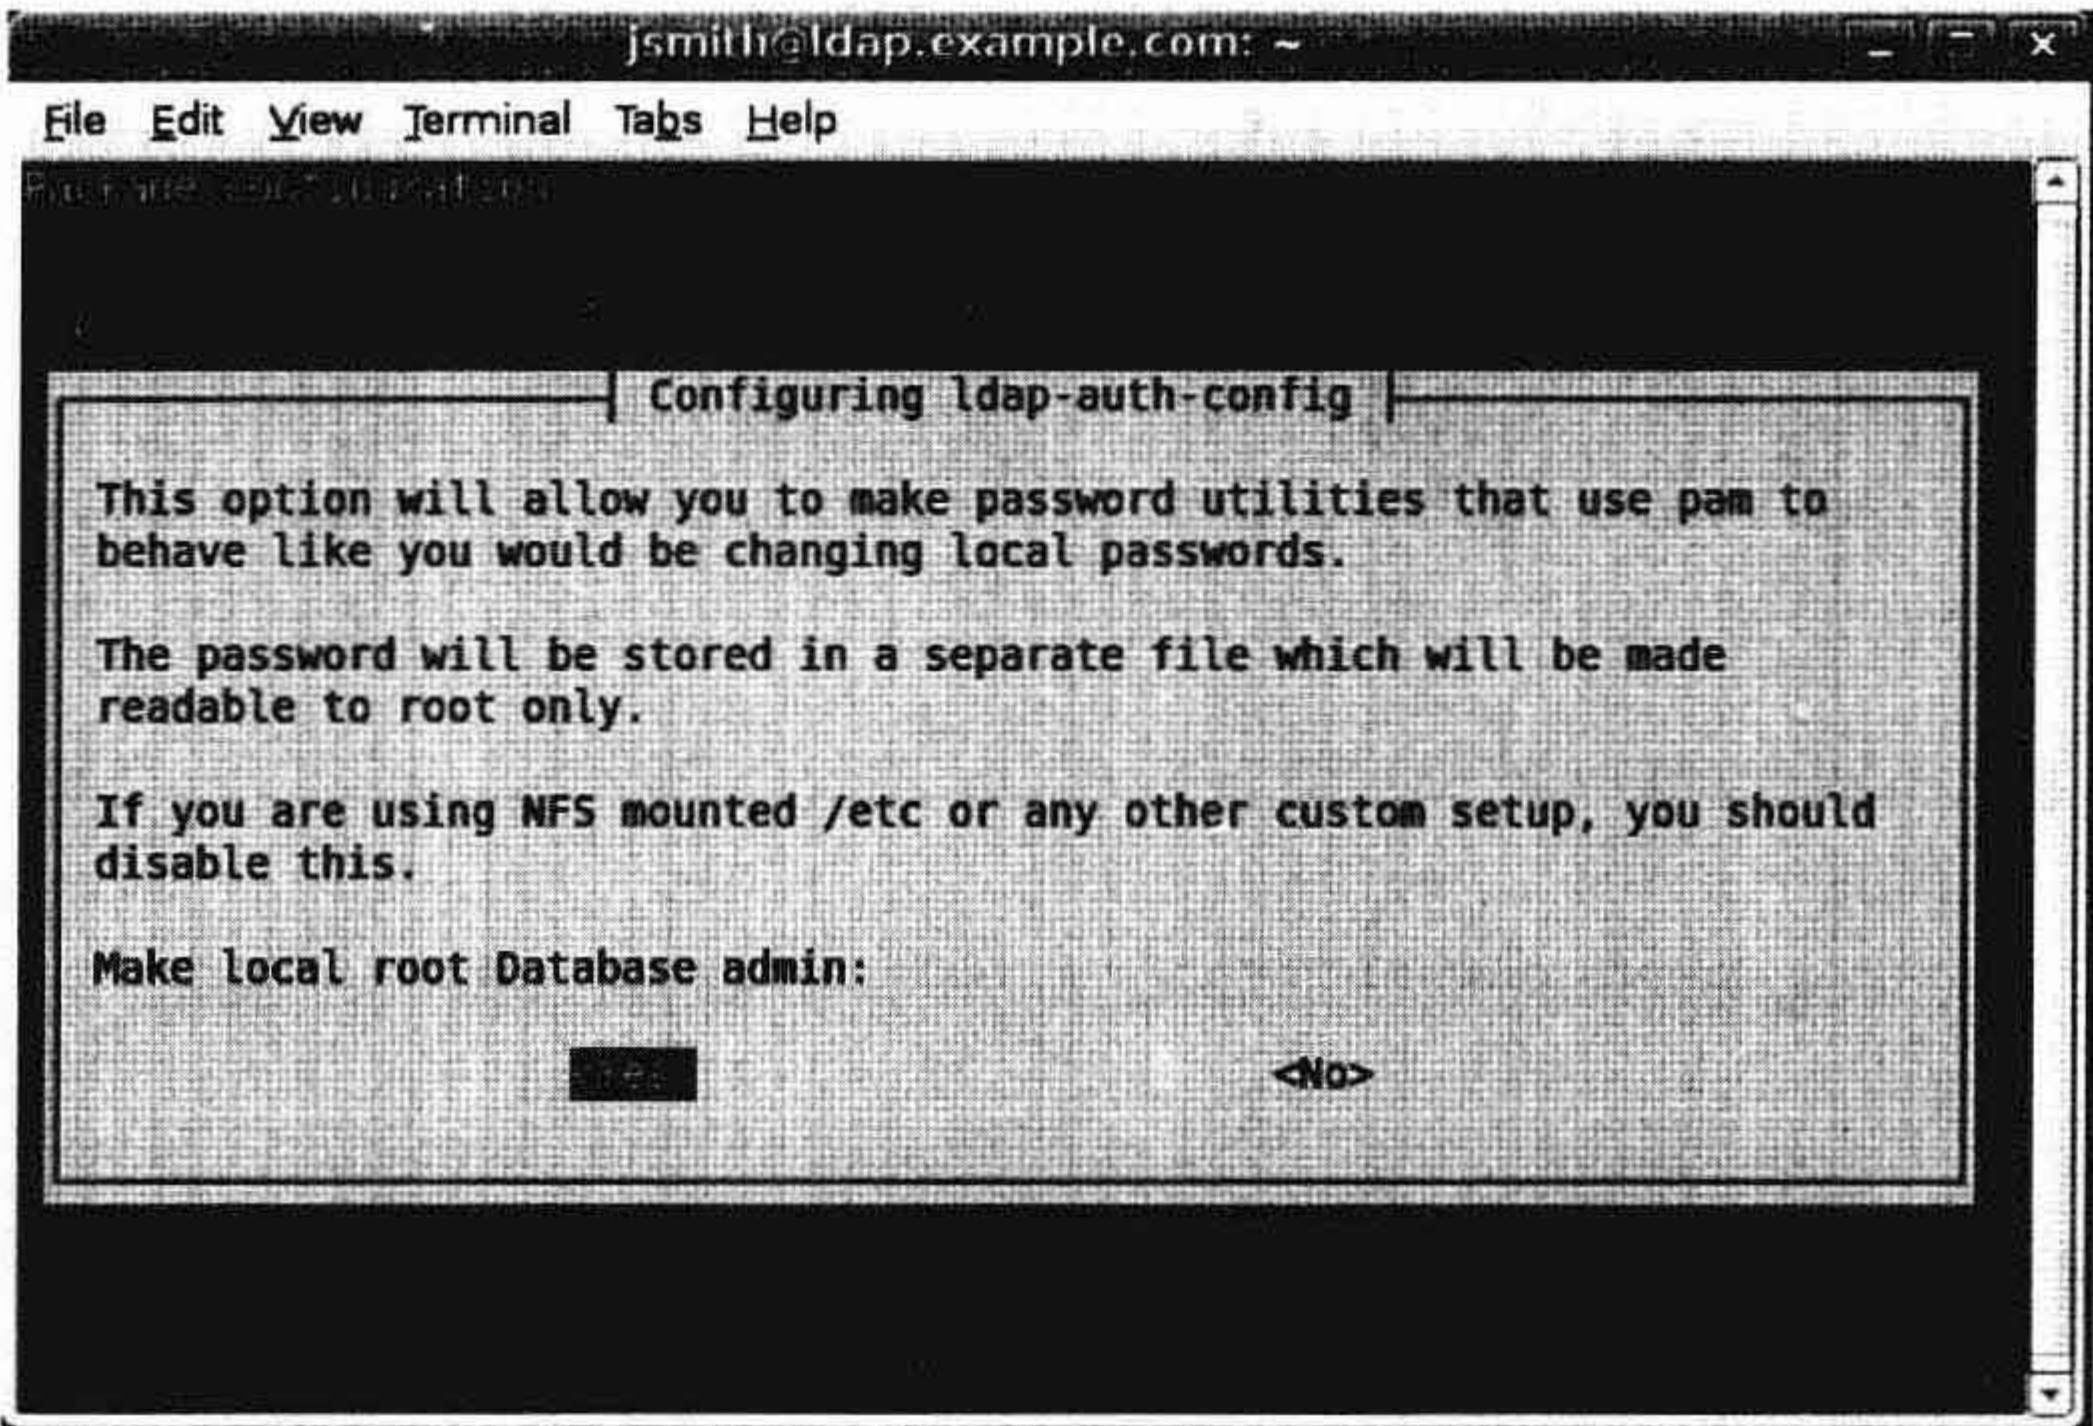 jsmith@ldap.example.com: ~
File Edit View Terminal Tabs Help
Package configuration
Configuring ldap-auth-config
This option will allow you to make password utilities that use pam to
behave like you would be changing local passwords.
The password will be stored in a separate file which will be made
readable to root only.
If you are using NFS mounted /etc or any other custom setup, you should
disable this.
Make local root Database admin:
<Yes> <No>